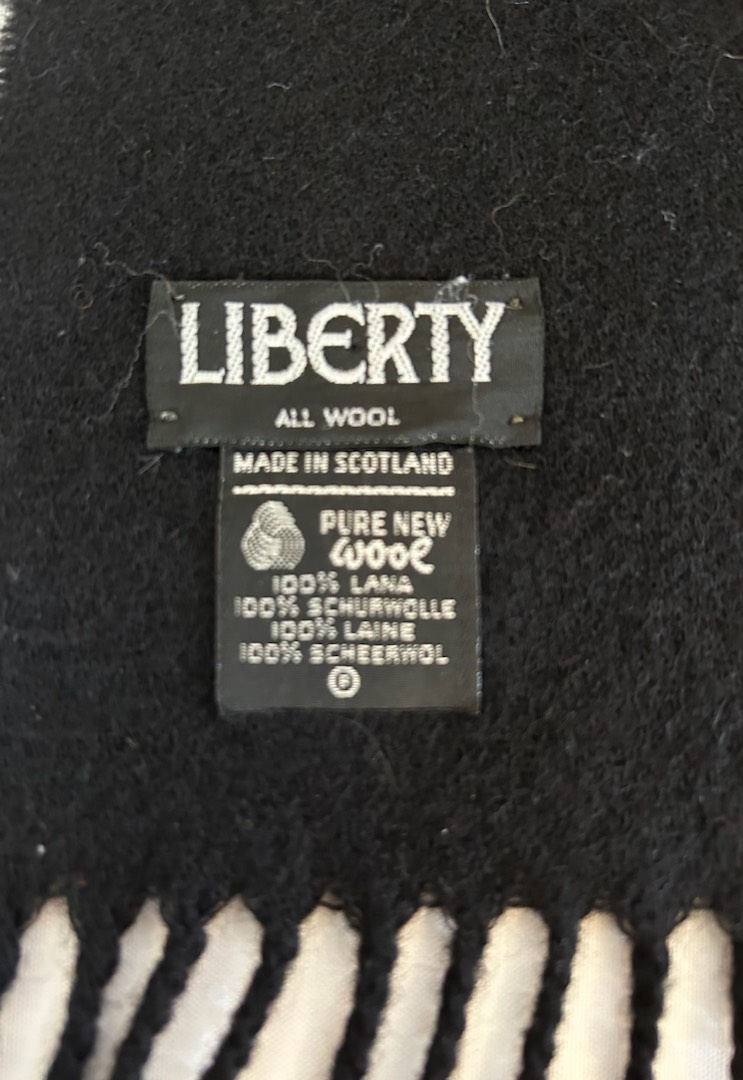 LIBERTY
ALL WOOL
MADE IN SCOTLAND
PURE NEW
wool
100% LANA
100% SCHURWOLLE
100% LAINE
100% SCHEERWOL
P